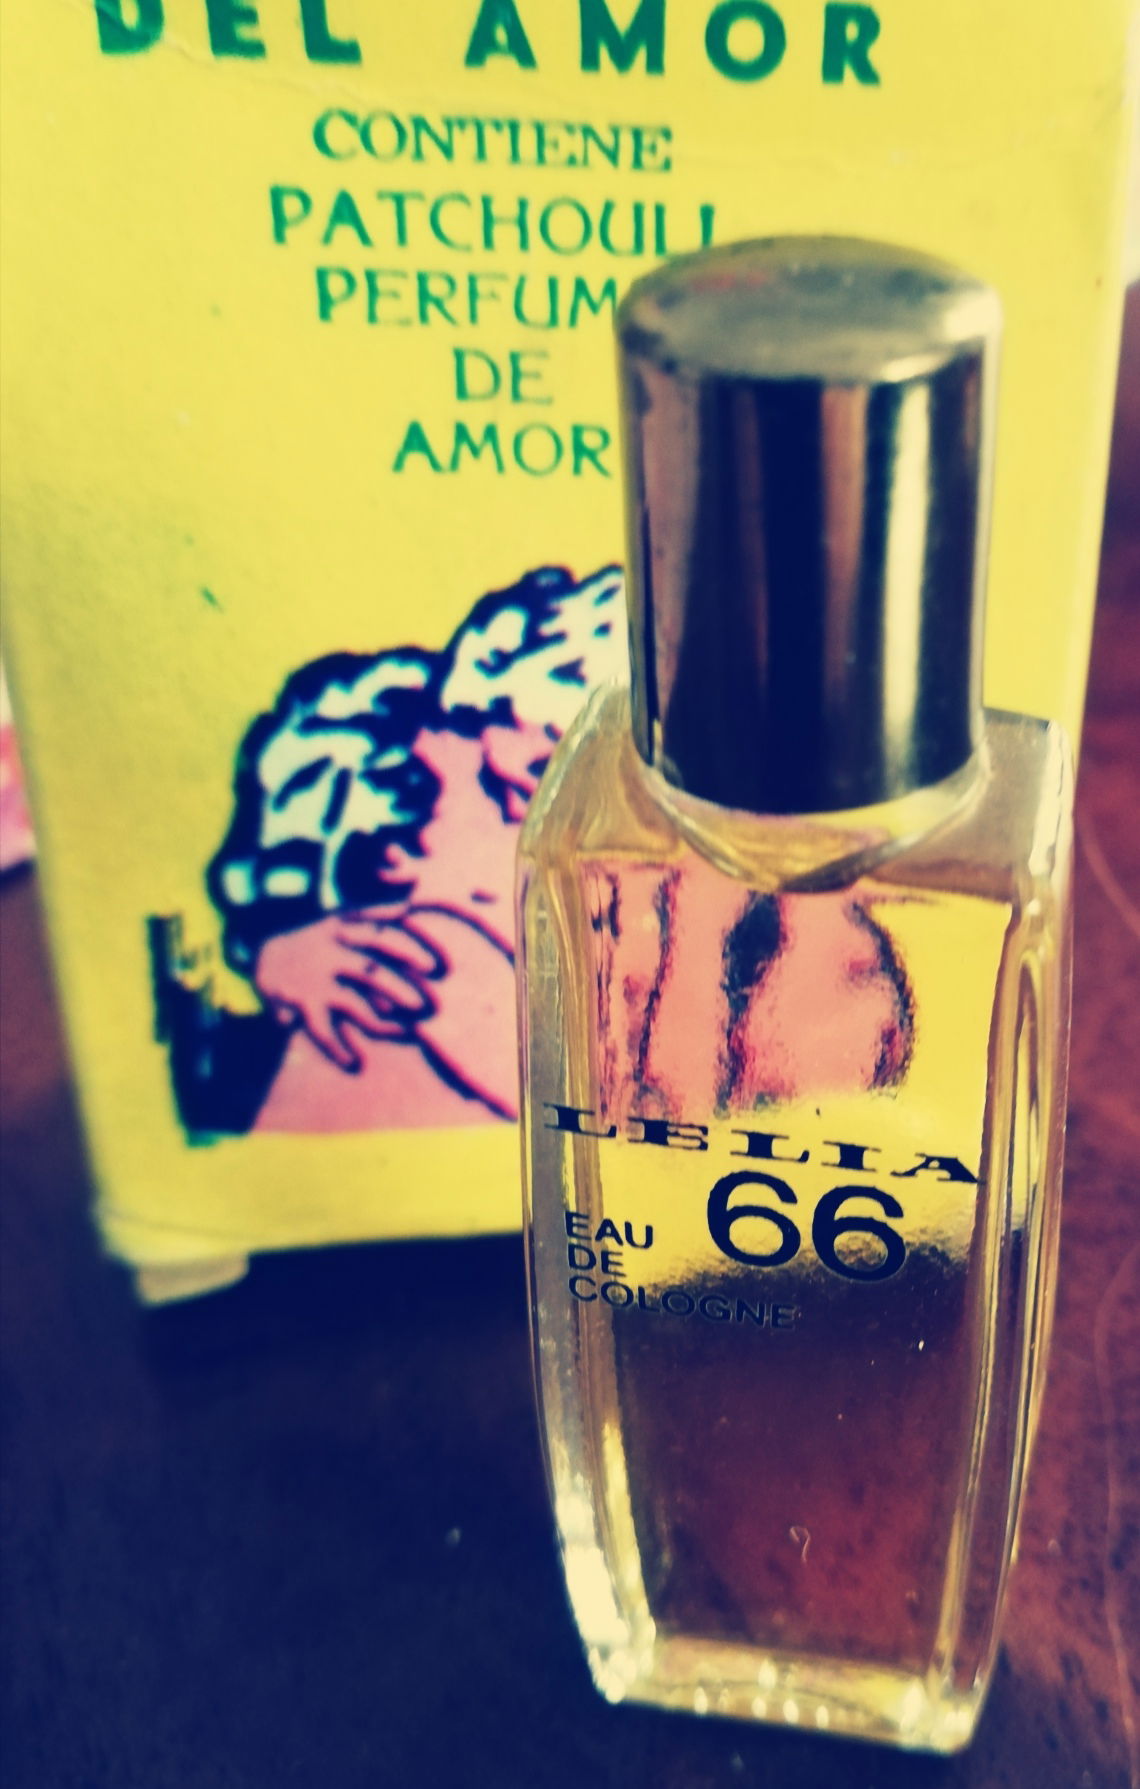 DEL AMOR
CONTIENE
PATCHOULI
PERFUM
DE
AMOR
LELIA
66
EAU
DE
COLOGNE